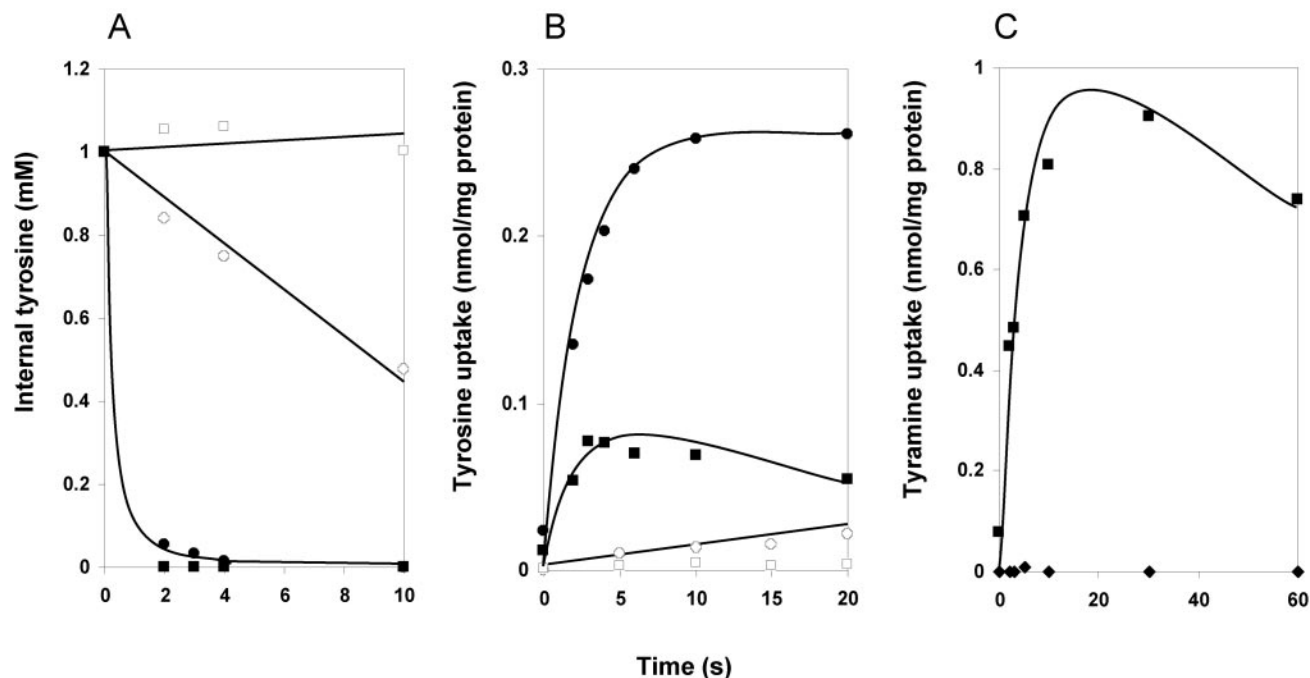 A
B
C
1.2
1
0.8
0.6
0.4
0.2
0
0 2 4 6 8 10
Internal tyrosine (mM)
0.3
0.2
0.1
0
0 5 10 15 20
Tyrosine uptake (nmol/mg protein)
1
0.8
0.6
0.4
0.2
0
0 20 40 60
Tyramine uptake (nmol/mg protein)
Time (s)